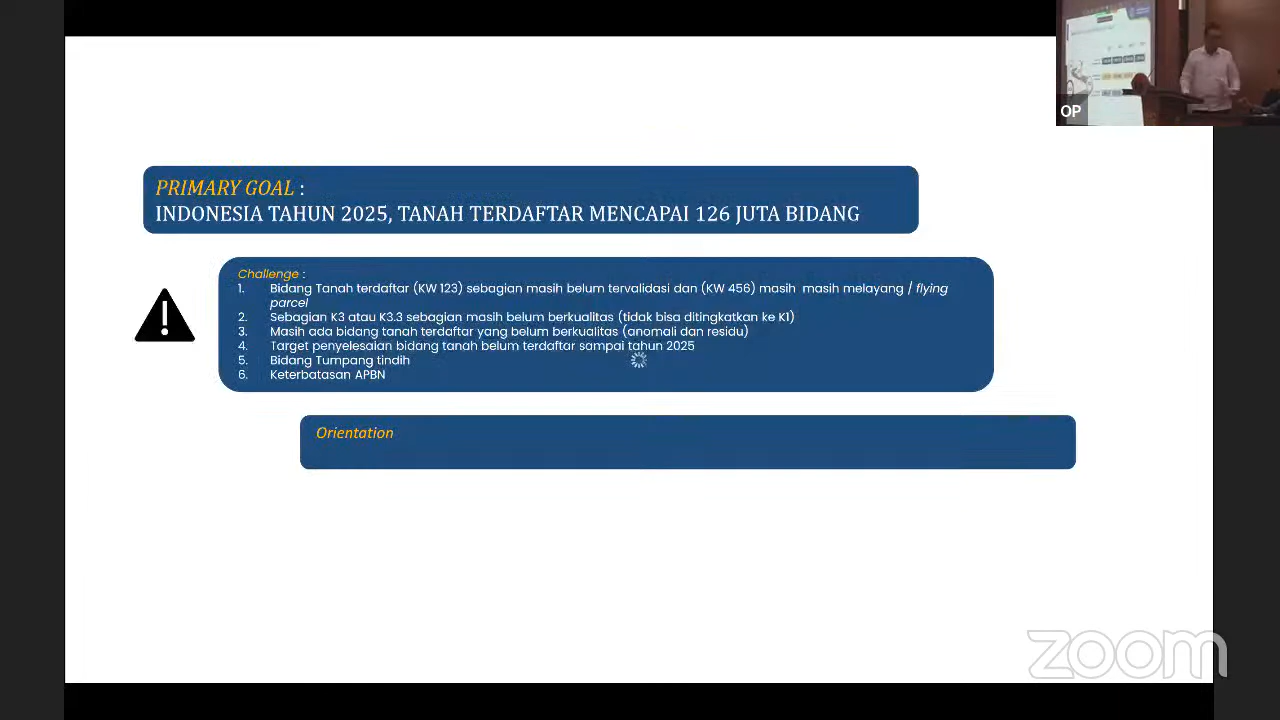 OP
PRIMARY GOAL :
INDONESIA TAHUN 2025, TANAH TERDAFTAR MENCAPAI 126 JUTA BIDANG
Challenge :
1. Bidang Tanah terdaftar (KW 123) sebagian masih belum tervalidasi dan (KW 456) masih masih melayang / flying
parcel
2. Sebagian K3 atau K3.3 sebagian masih belum berkualitas (tidak bisa ditingkatkan ke K1)
3. Masih ada bidang tanah terdaftar yang belum berkualitas (anomali dan residu)
4. Target penyelesaian bidang tanah belum terdaftar sampai tahun 2025
5. Bidang Tumpang tindih
6. Keterbatasan APBN
Orientation
zoom